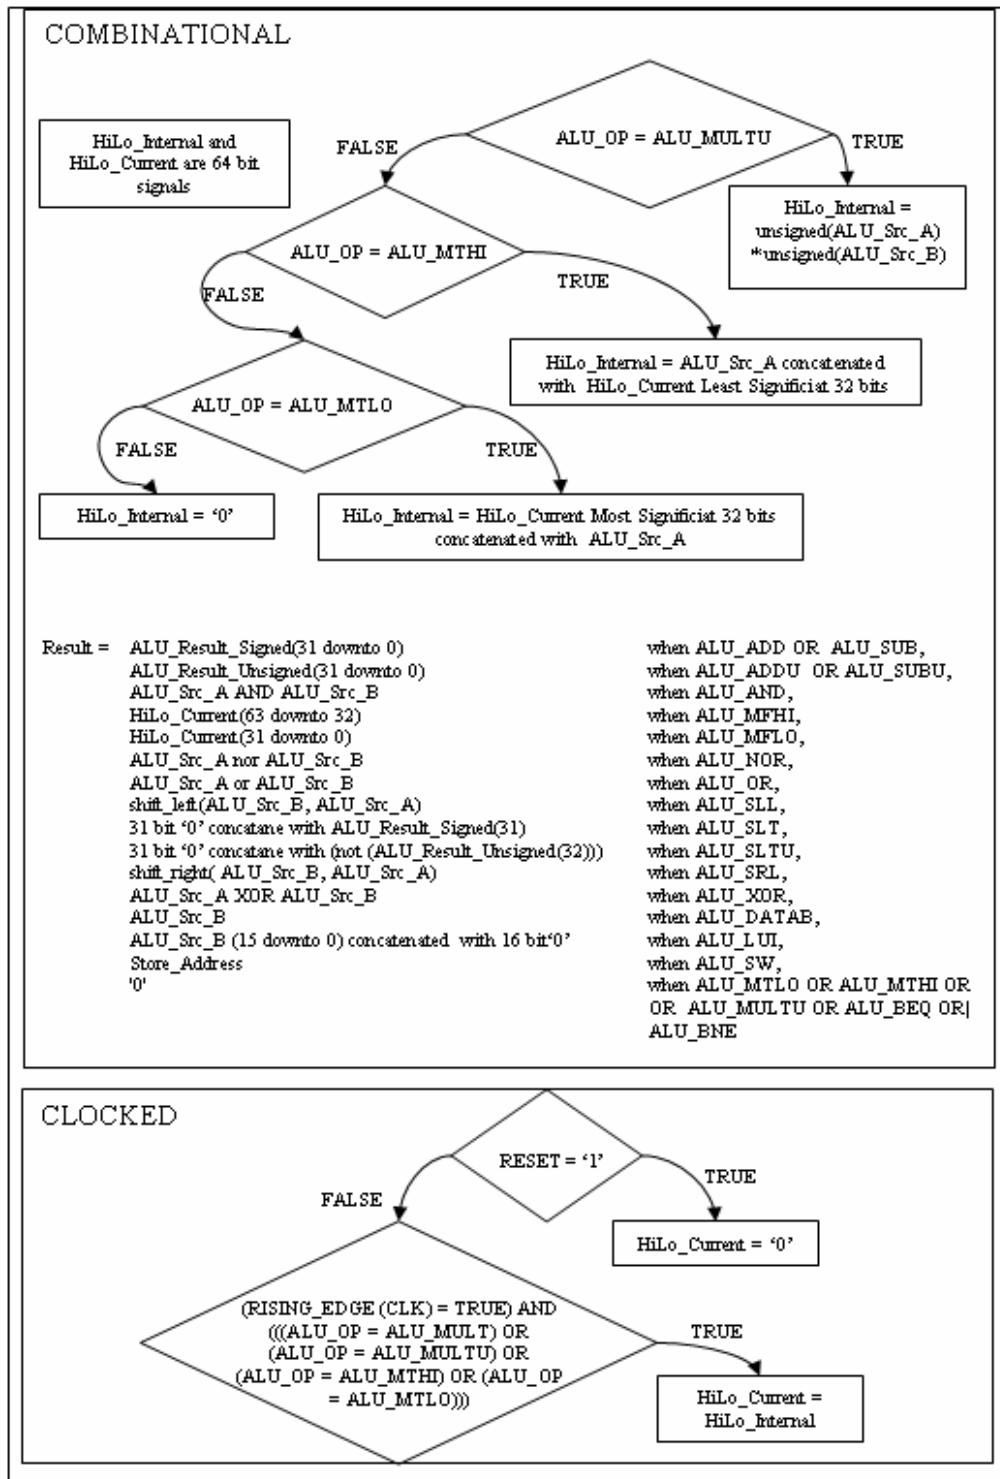 COMBINATIONAL
HiLo_Internal and
HiLo_Current are 64 bit
signals
ALU_OP = ALU_MULTU
FALSE
TRUE
HiLo_Internal =
unsigned(ALU_Src_A)
*unsigned(ALU_Src_B)
ALU_OP = ALU_MTHI
FALSE
TRUE
HiLo_Internal = ALU_Src_A concatenated
with HiLo_Current Least Significiat 32 bits
ALU_OP = ALU_MTLO
FALSE
TRUE
HiLo_Internal = ‘0’
HiLo_Internal = HiLo_Current Most Significiat 32 bits
concatenated with ALU_Src_A
Result = ALU_Result_Signed(31 downto 0) when ALU_ADD OR ALU_SUB,
ALU_Result_Unsigned(31 downto 0) when ALU_ADDU OR ALU_SUBU,
ALU_Src_A AND ALU_Src_B when ALU_AND,
HiLo_Current(63 downto 32) when ALU_MFHI,
HiLo_Current(31 downto 0) when ALU_MFLO,
ALU_Src_A nor ALU_Src_B when ALU_NOR,
ALU_Src_A or ALU_Src_B when ALU_OR,
shift_left(ALU_Src_B, ALU_Src_A) when ALU_SLL,
31 bit ‘0’ concatane with ALU_Result_Signed(31) when ALU_SLT,
31 bit ‘0’ concatane with (not (ALU_Result_Unsigned(32))) when ALU_SLTU,
shift_right( ALU_Src_B, ALU_Src_A) when ALU_SRL,
ALU_Src_A XOR ALU_Src_B when ALU_XOR,
ALU_Src_B when ALU_DATAB,
ALU_Src_B (15 downto 0) concatenated with 16 bit‘0’ when ALU_LUI,
Store_Address when ALU_SW,
'0' when ALU_MTLO OR ALU_MTHI OR
OR ALU_MULTU OR ALU_BEQ OR|
ALU_BNE
CLOCKED
RESET = ‘1’
FALSE
TRUE
HiLo_Current = ‘0’
(RISING_EDGE (CLK) = TRUE) AND
(((ALU_OP = ALU_MULT) OR
(ALU_OP = ALU_MULTU) OR
(ALU_OP = ALU_MTHI) OR (ALU_OP
= ALU_MTLO)))
TRUE
HiLo_Current =
HiLo_Internal